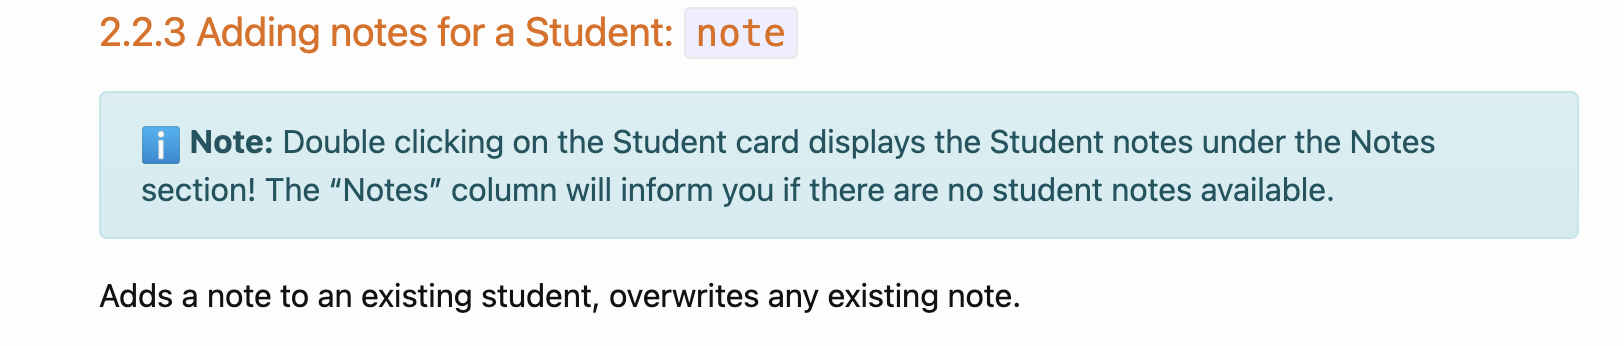 2.2.3 Adding notes for a Student: note
ℹ️ Note: Double clicking on the Student card displays the Student notes under the Notes
section! The “Notes” column will inform you if there are no student notes available.
Adds a note to an existing student, overwrites any existing note.